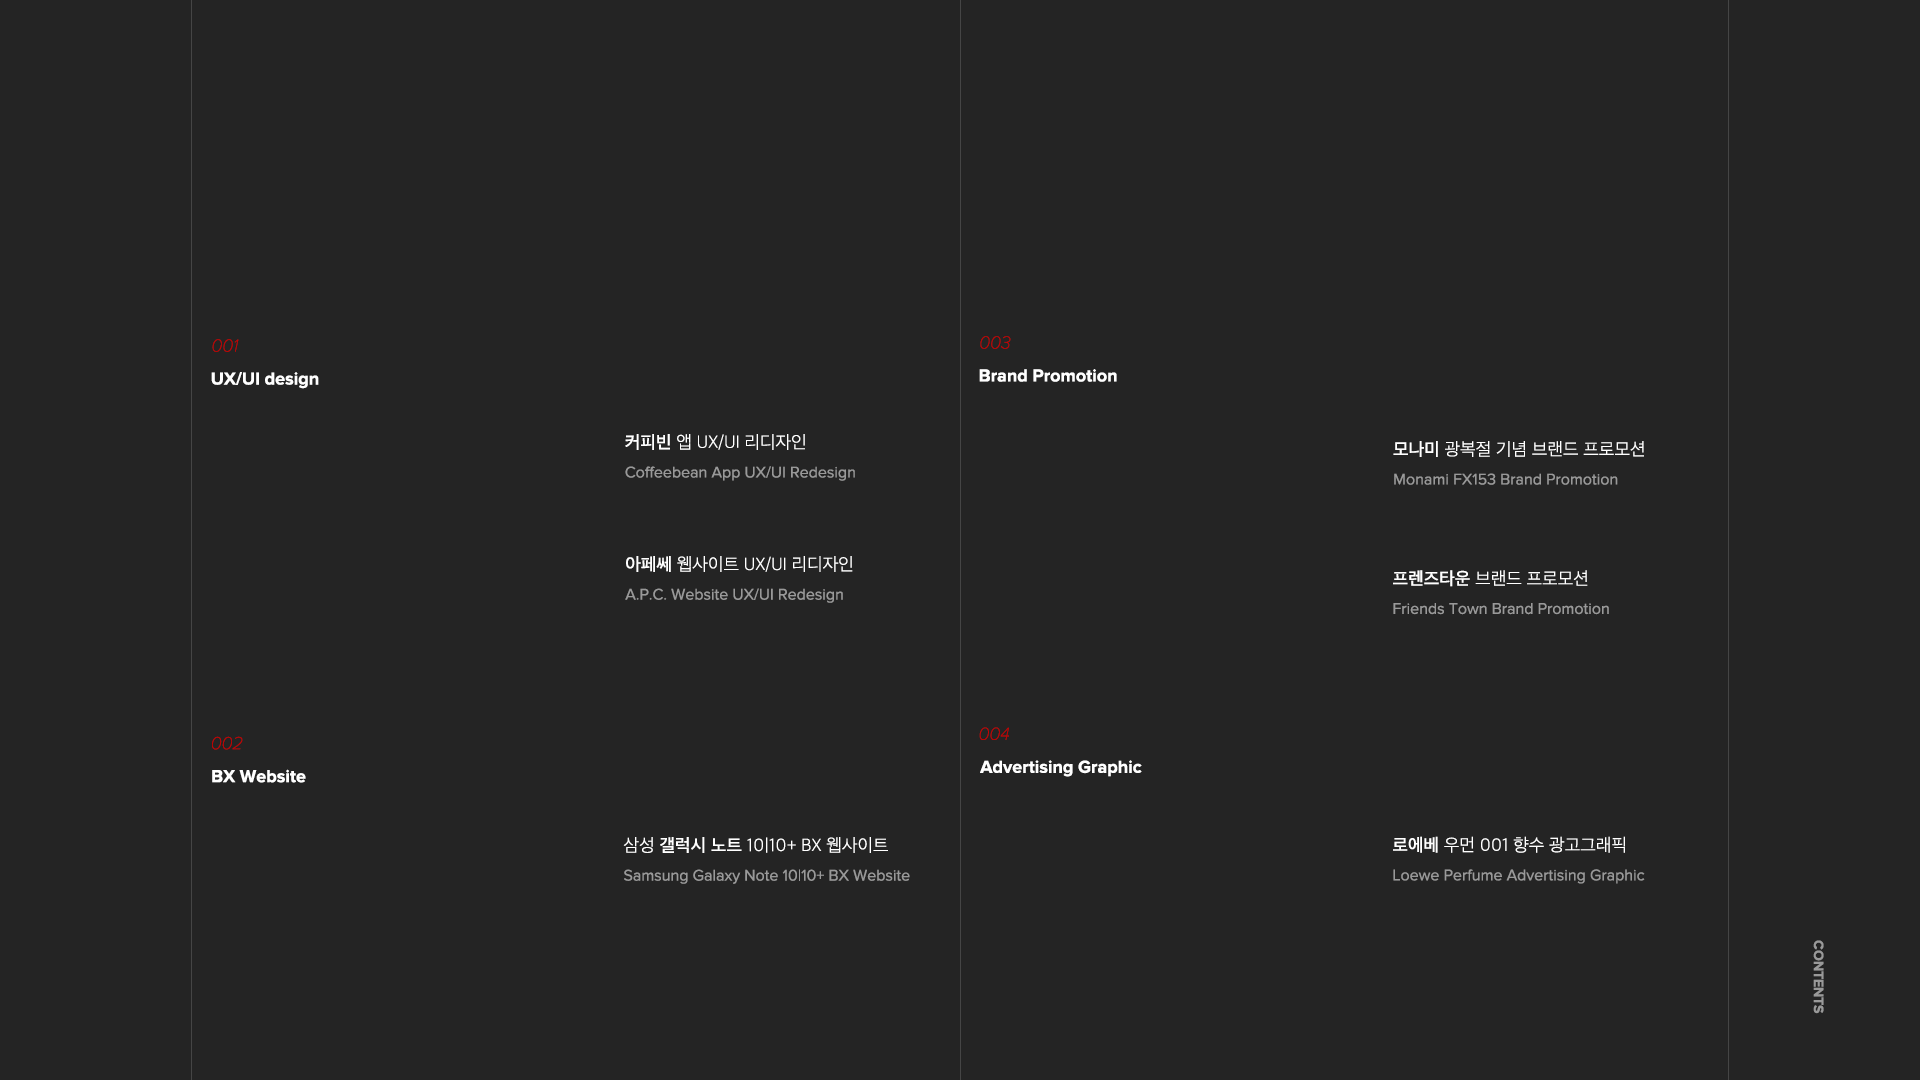 001
UX/UI design
커피빈 앱 UX/UI 리디자인
Coffeebean App UX/UI Redesign
아페쎄 웹사이트 UX/UI 리디자인
A.P.C. Website UX/UI Redesign
002
BX Website
삼성 갤럭시 노트 10|10+ BX 웹사이트
Samsung Galaxy Note 10|10+ BX Website
003
Brand Promotion
모나미 광복절 기념 브랜드 프로모션
Monami FX153 Brand Promotion
프렌즈타운 브랜드 프로모션
Friends Town Brand Promotion
004
Advertising Graphic
로에베 우먼 001 향수 광고그래픽
Loewe Perfume Advertising Graphic
CONTENTS